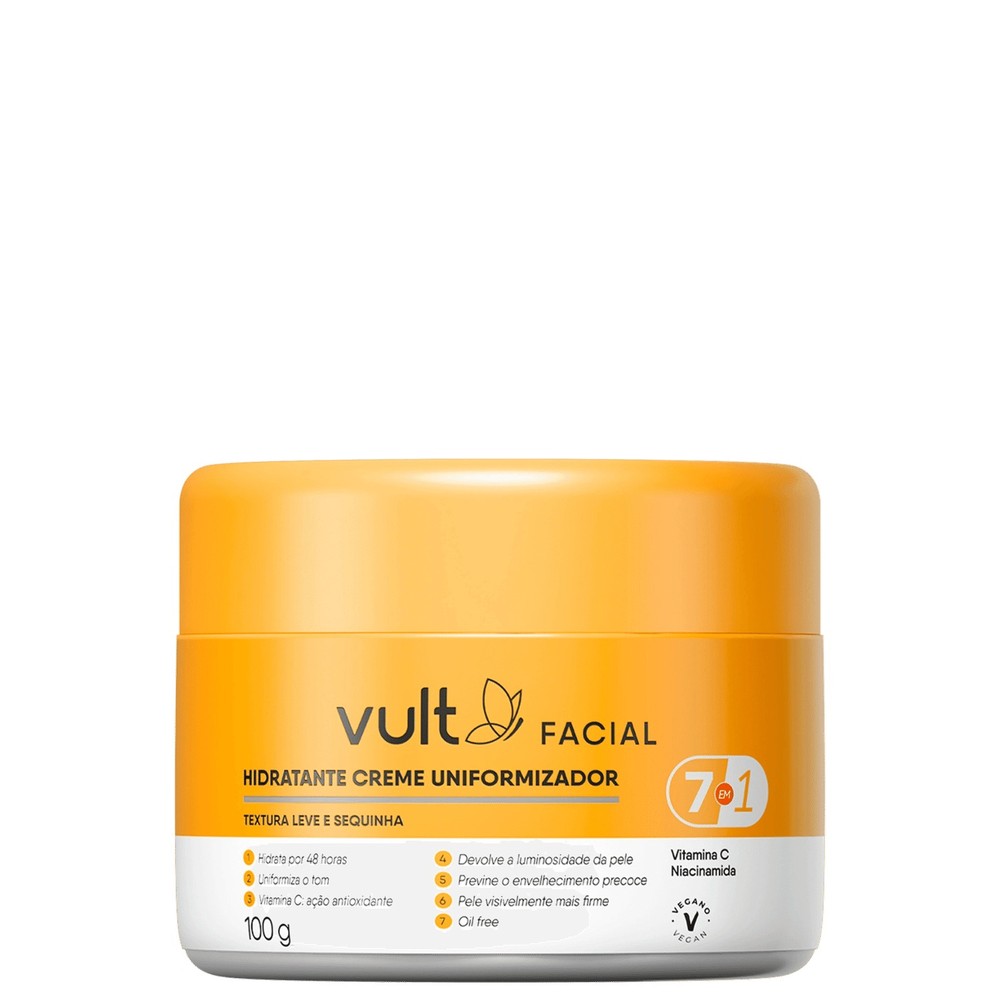 vult FACIAL
HIDRATANTE CREME UNIFORMIZADOR
7 EM 1
TEXTURA LEVE E SEQUINHA
1 Hidrata por 48 horas
2 Uniformiza o tom
3 Vitamina C: ação antioxidante
4 Devolve a luminosidade da pele
5 Previne o envelhecimento precoce
6 Pele visivelmente mais firme
7 Oil free
Vitamina C
Niacinamida
100 g
VEGANO
V
VEGAN